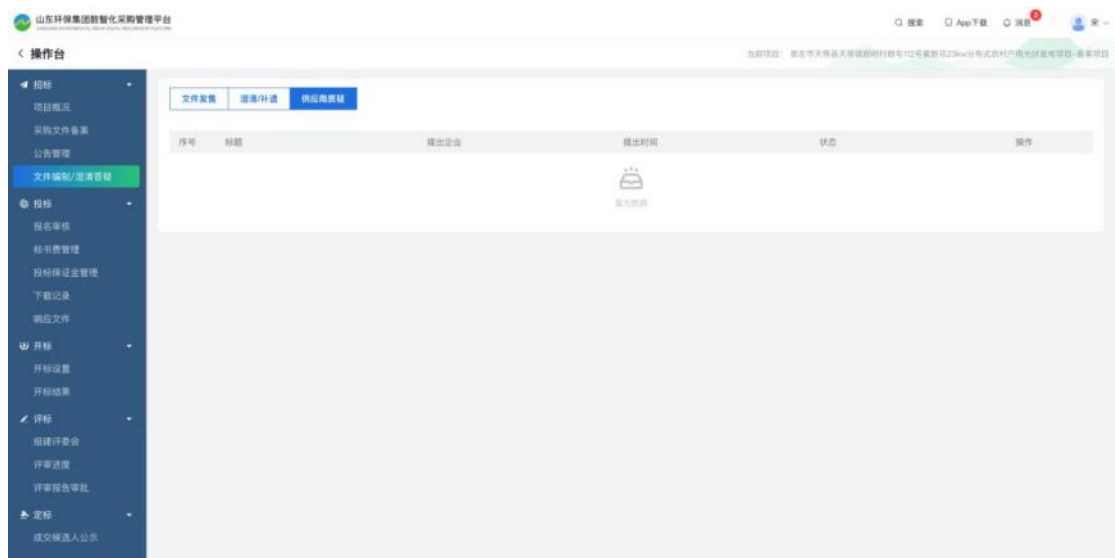 山东环保集团数智化采购管理平台
搜索 App下载 消息 2 宋
操作台
当前项目:
招标
项目概况
采购文件备案
公告管理
文件编制/澄清答疑
投标
报名审核
标书费管理
投标保证金管理
下载记录
响应文件
开标
开标设置
开标结果
评标
组建评委会
评审进度
评审报告审批
定标
成交候选人公示
文件发售 澄清/补遗 供应商质疑
序号 标题 提出企业 提出时间 状态 操作
暂无数据